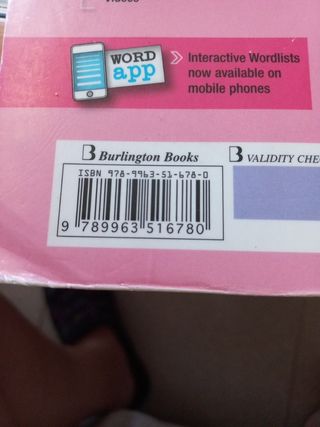 WORD
app
Interactive Wordlists
now available on
mobile phones
B Burlington Books
B VALIDITY CHE
ISBN 978-9963-51-678-0
9 789963 516780